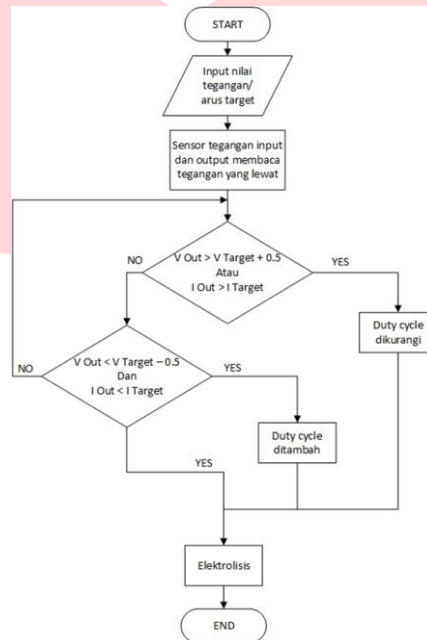 START
Input nilai
tegangan/
arus target
Sensor tegangan input
dan output membaca
tegangan yang lewat
NO
V Out > V Target + 0.5
Atau
I Out > I Target
YES
Duty cycle
dikurangi
NO
V Out < V Target – 0.5
Dan
I Out < I Target
YES
Duty cycle
ditambah
YES
Elektrolisis
END